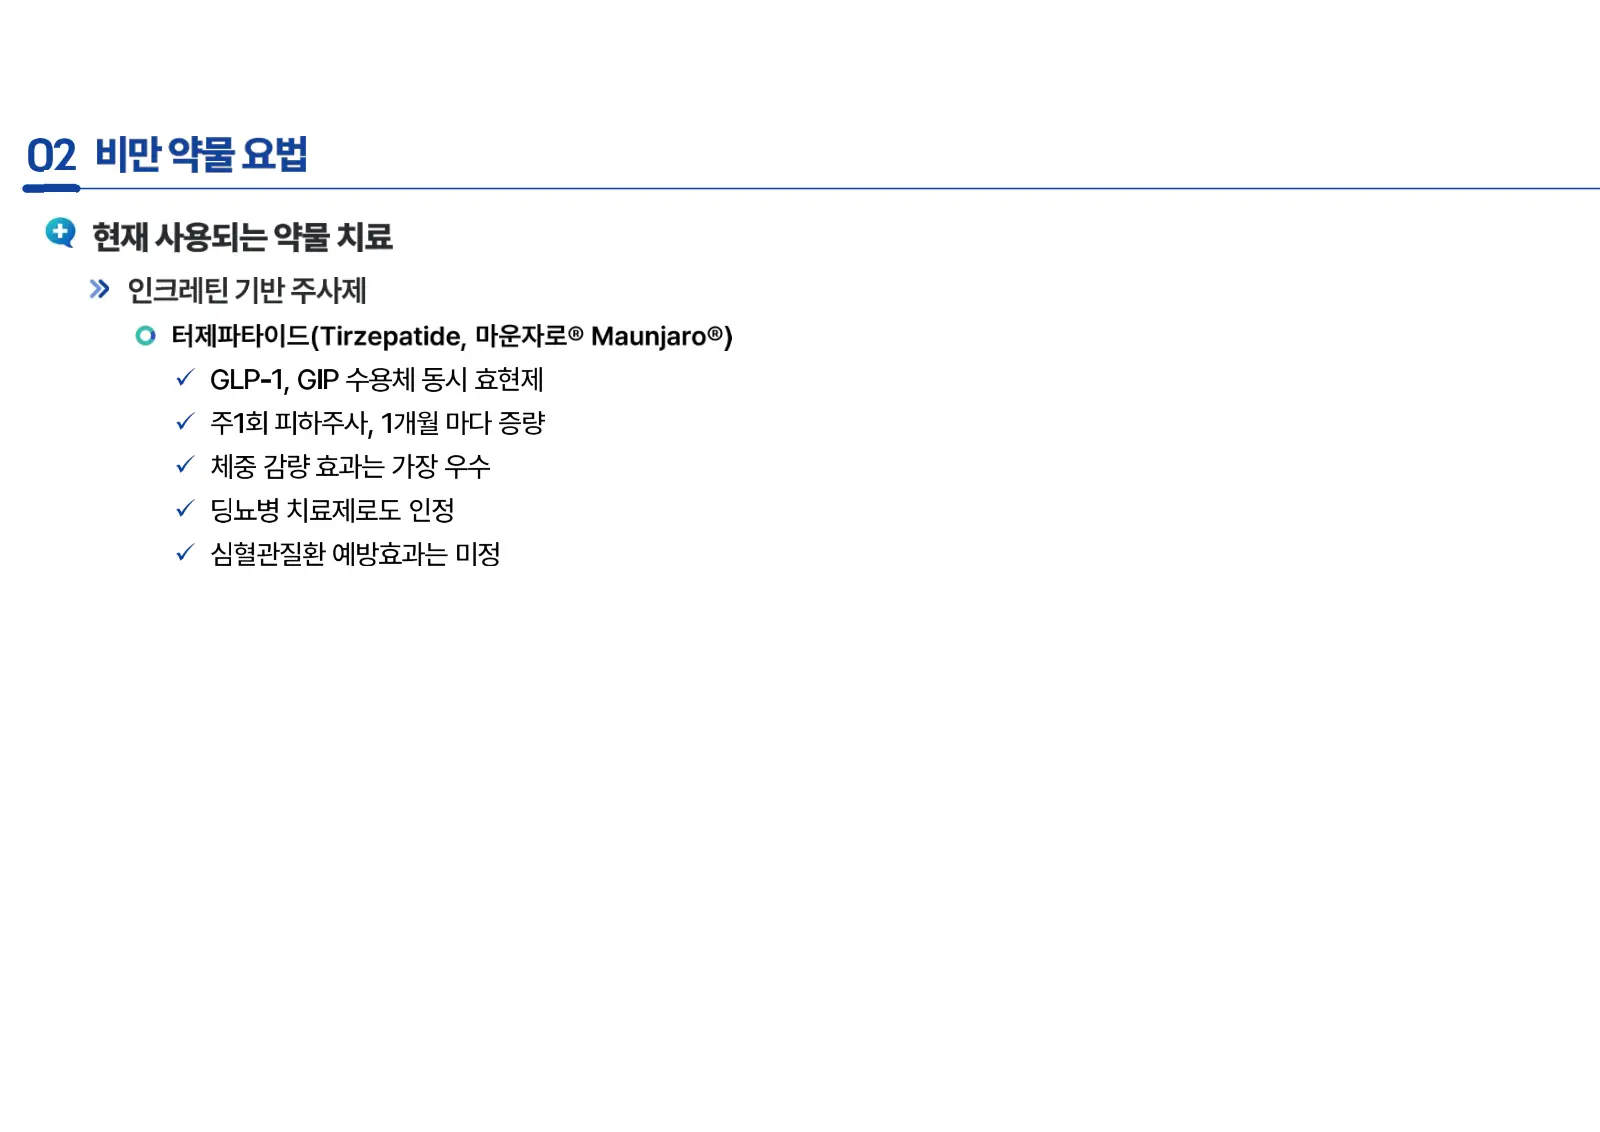 02 비만 약물 요법
현재 사용되는 약물 치료
인크레틴 기반 주사제
터제파타이드(Tirzepatide, 마운자로® Maunjaro®)
GLP-1, GIP 수용체 동시 효현제
주1회 피하주사, 1개월 마다 증량
체중 감량 효과는 가장 우수
딩뇨병 치료제로도 인정
심혈관질환 예방효과는 미정